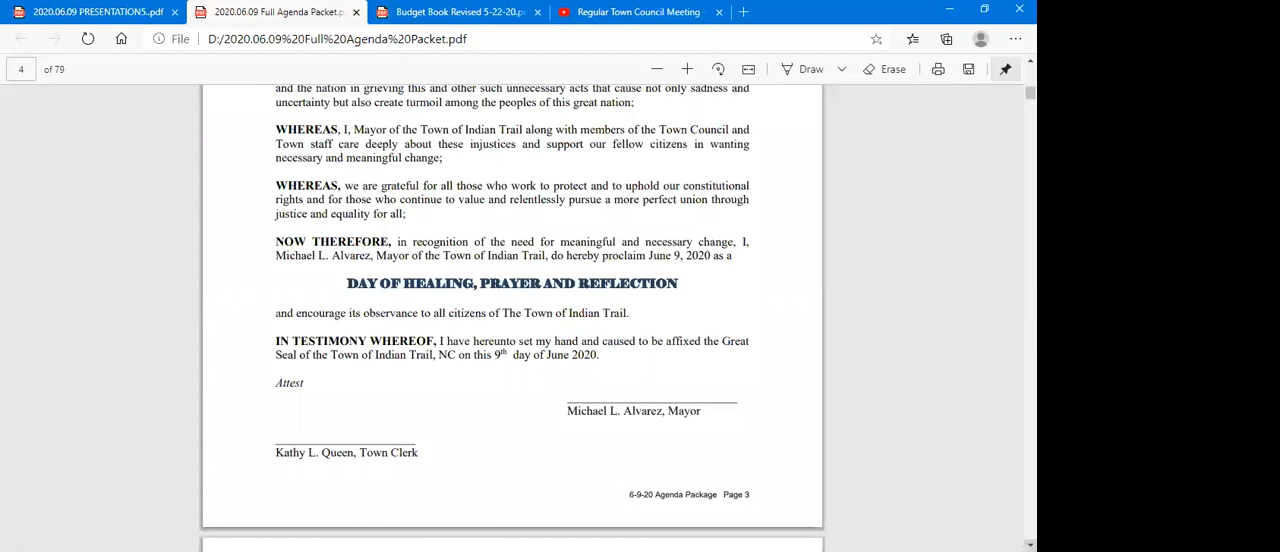 2020.06.09 PRESENTATION5..pdf
2020.06.09 Full Agenda Packet.p
Budget Book Revised 5-22-20.p
Regular Town Council Meeting -
File D:/2020.06.09%20Full%20Agenda%20Packet.pdf
4 of 79 Draw Erase
and the nation in grieving this and other such unnecessary acts that cause not only sadness and
uncertainty but also create turmoil among the peoples of this great nation;
WHEREAS, I, Mayor of the Town of Indian Trail along with members of the Town Council and
Town staff care deeply about these injustices and support our fellow citizens in wanting
necessary and meaningful change;
WHEREAS, we are grateful for all those who work to protect and to uphold our constitutional
rights and for those who continue to value and relentlessly pursue a more perfect union through
justice and equality for all;
NOW THEREFORE, in recognition of the need for meaningful and necessary change, I,
Michael L. Alvarez, Mayor of the Town of Indian Trail, do hereby proclaim June 9, 2020 as a
DAY OF HEALING, PRAYER AND REFLECTION
and encourage its observance to all citizens of The Town of Indian Trail.
IN TESTIMONY WHEREOF, I have hereunto set my hand and caused to be affixed the Great
Seal of the Town of Indian Trail, NC on this 9th day of June 2020.
Attest
Michael L. Alvarez, Mayor
Kathy L. Queen, Town Clerk
6-9-20 Agenda Package Page 3